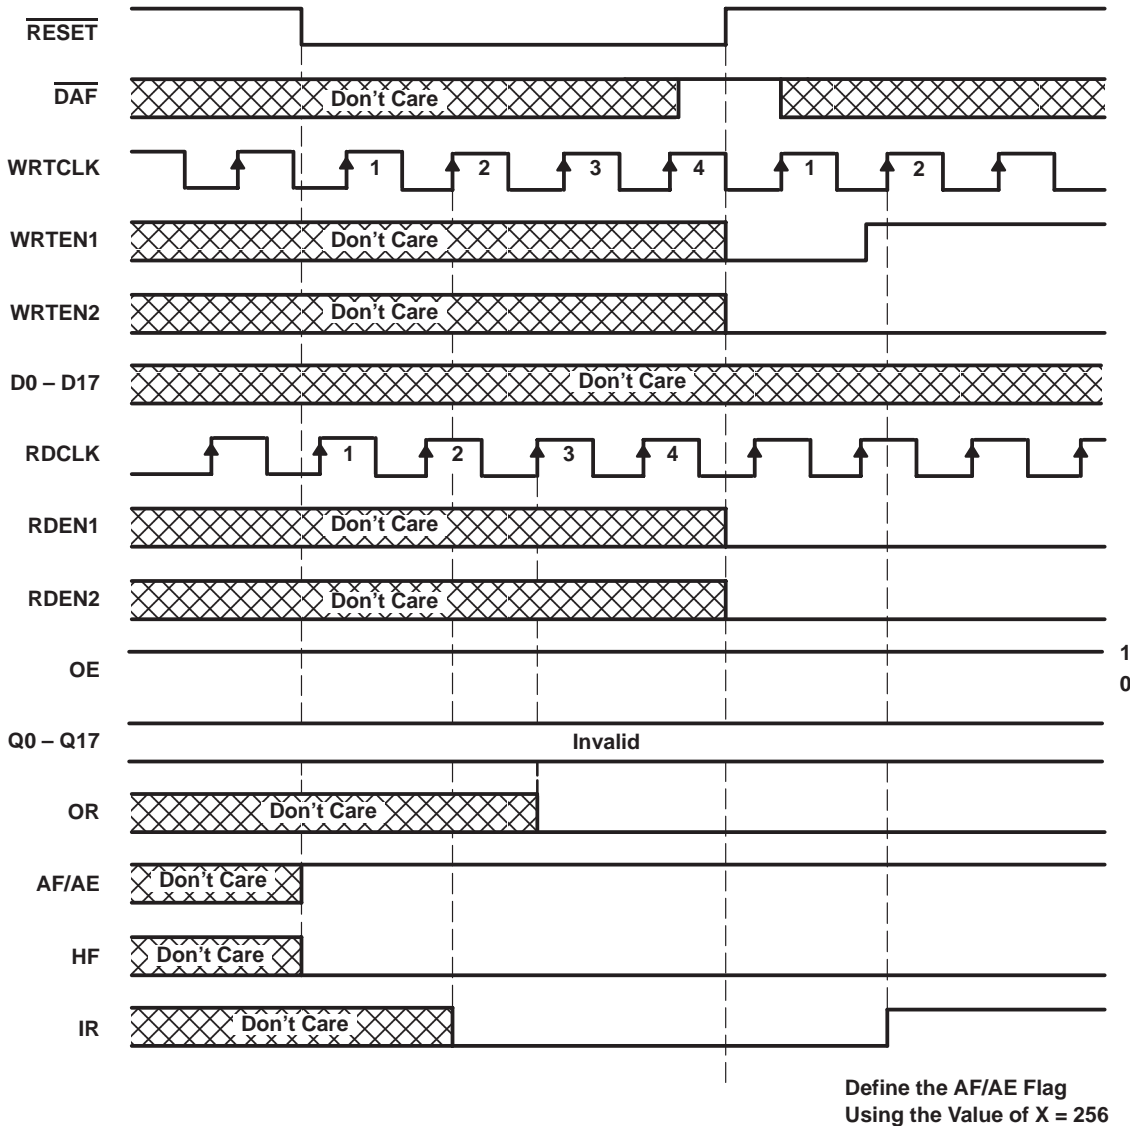 RESET
DAF
Don't Care
WRTCLK
1 2 3 4 1 2
WRTEN1
Don't Care
WRTEN2
Don't Care
D0 – D17
Don't Care
RDCLK
1 2 3 4
RDEN1
Don't Care
RDEN2
Don't Care
OE
1
0
Q0 – Q17
Invalid
OR
Don't Care
AF/AE
Don't Care
HF
Don't Care
IR
Don't Care
Define the AF/AE Flag
Using the Value of X = 256